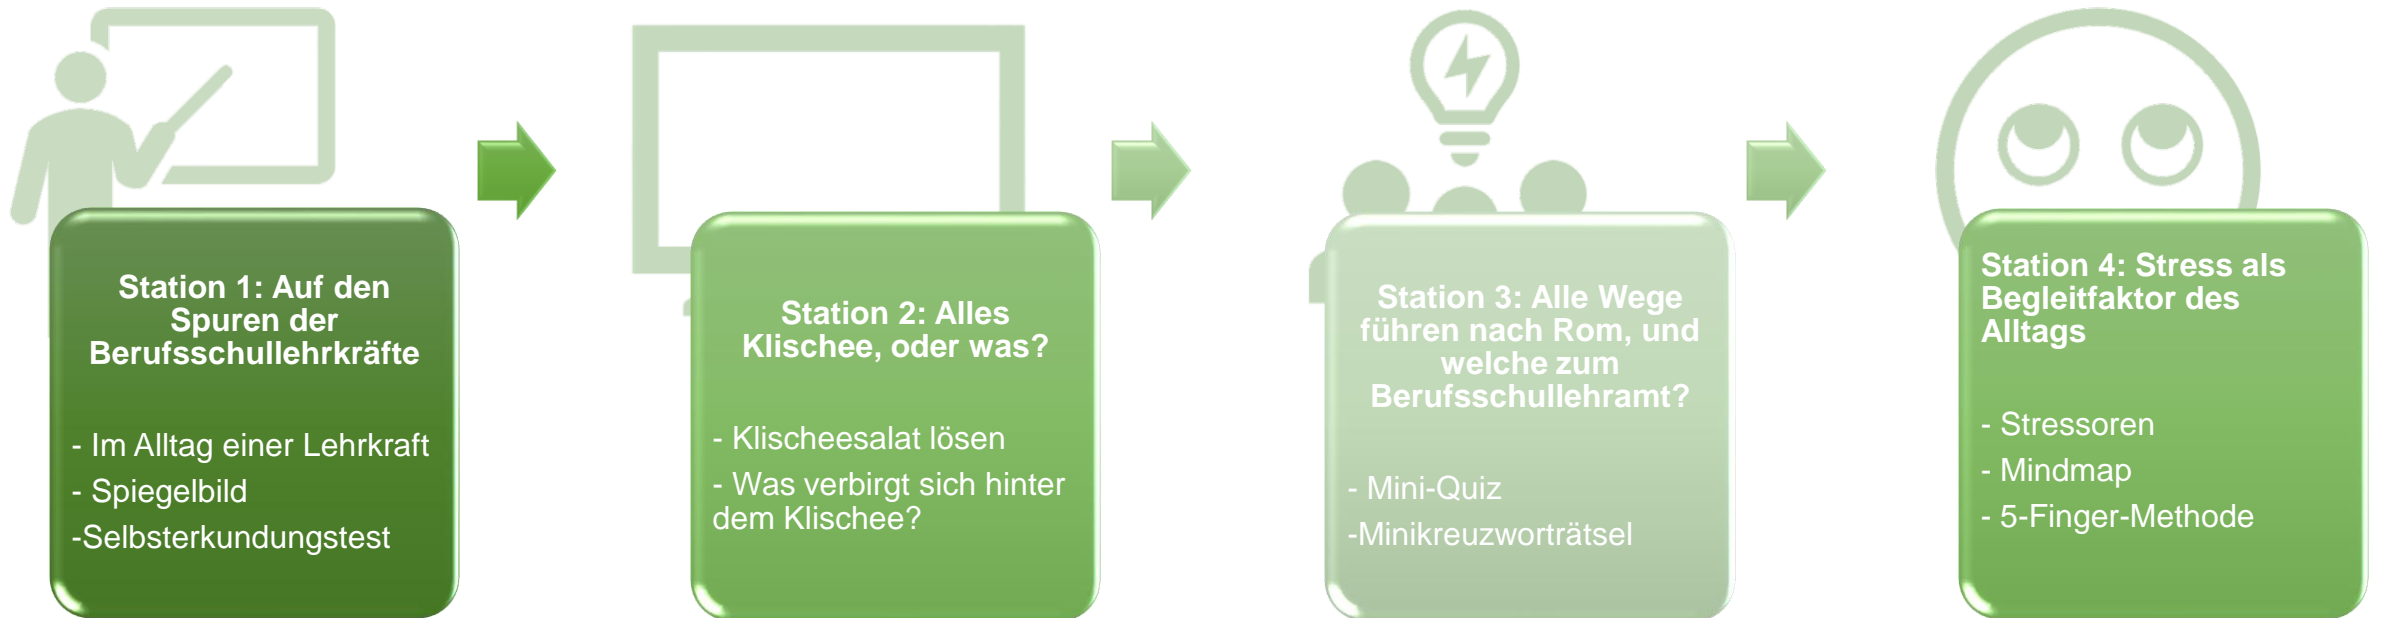 Station 1: Auf den
Spuren der
Berufsschullehrkräfte
- Im Alltag einer Lehrkraft
- Spiegelbild
-Selbsterkundungstest
Station 2: Alles
Klischee, oder was?
- Klischeesalat lösen
- Was verbirgt sich hinter
dem Klischee?
Station 3: Alle Wege
führen nach Rom, und
welche zum
Berufsschullehramt?
- Mini-Quiz
-Minikreuzworträtsel
Station 4: Stress als
Begleitfaktor des
Alltags
- Stressoren
- Mindmap
- 5-Finger-Methode